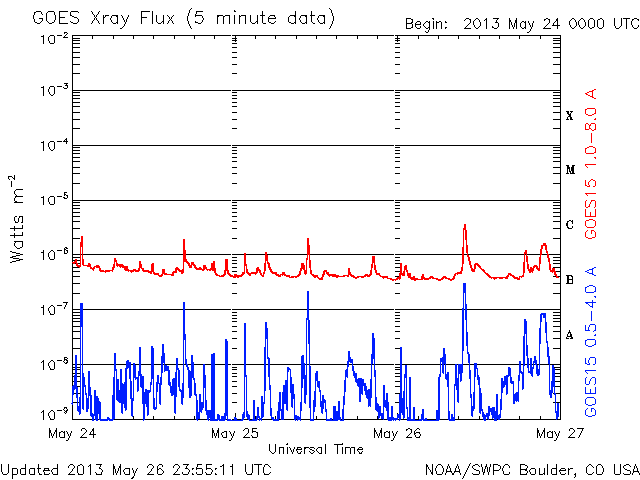 GOES Xray Flux (5 minute data)
Begin: 2013 May 24 0000 UTC
10⁻²
10⁻³
10⁻⁴
10⁻⁵
10⁻⁶
10⁻⁷
10⁻⁸
10⁻⁹
Watts m⁻²
X
M
C
B
A
GOES15 1.0-8.0 A
GOES15 0.5-4.0 A
May 24
May 25
May 26
May 27
Universal Time
Updated 2013 May 26 23:55:11 UTC
NOAA/SWPC Boulder, CO USA